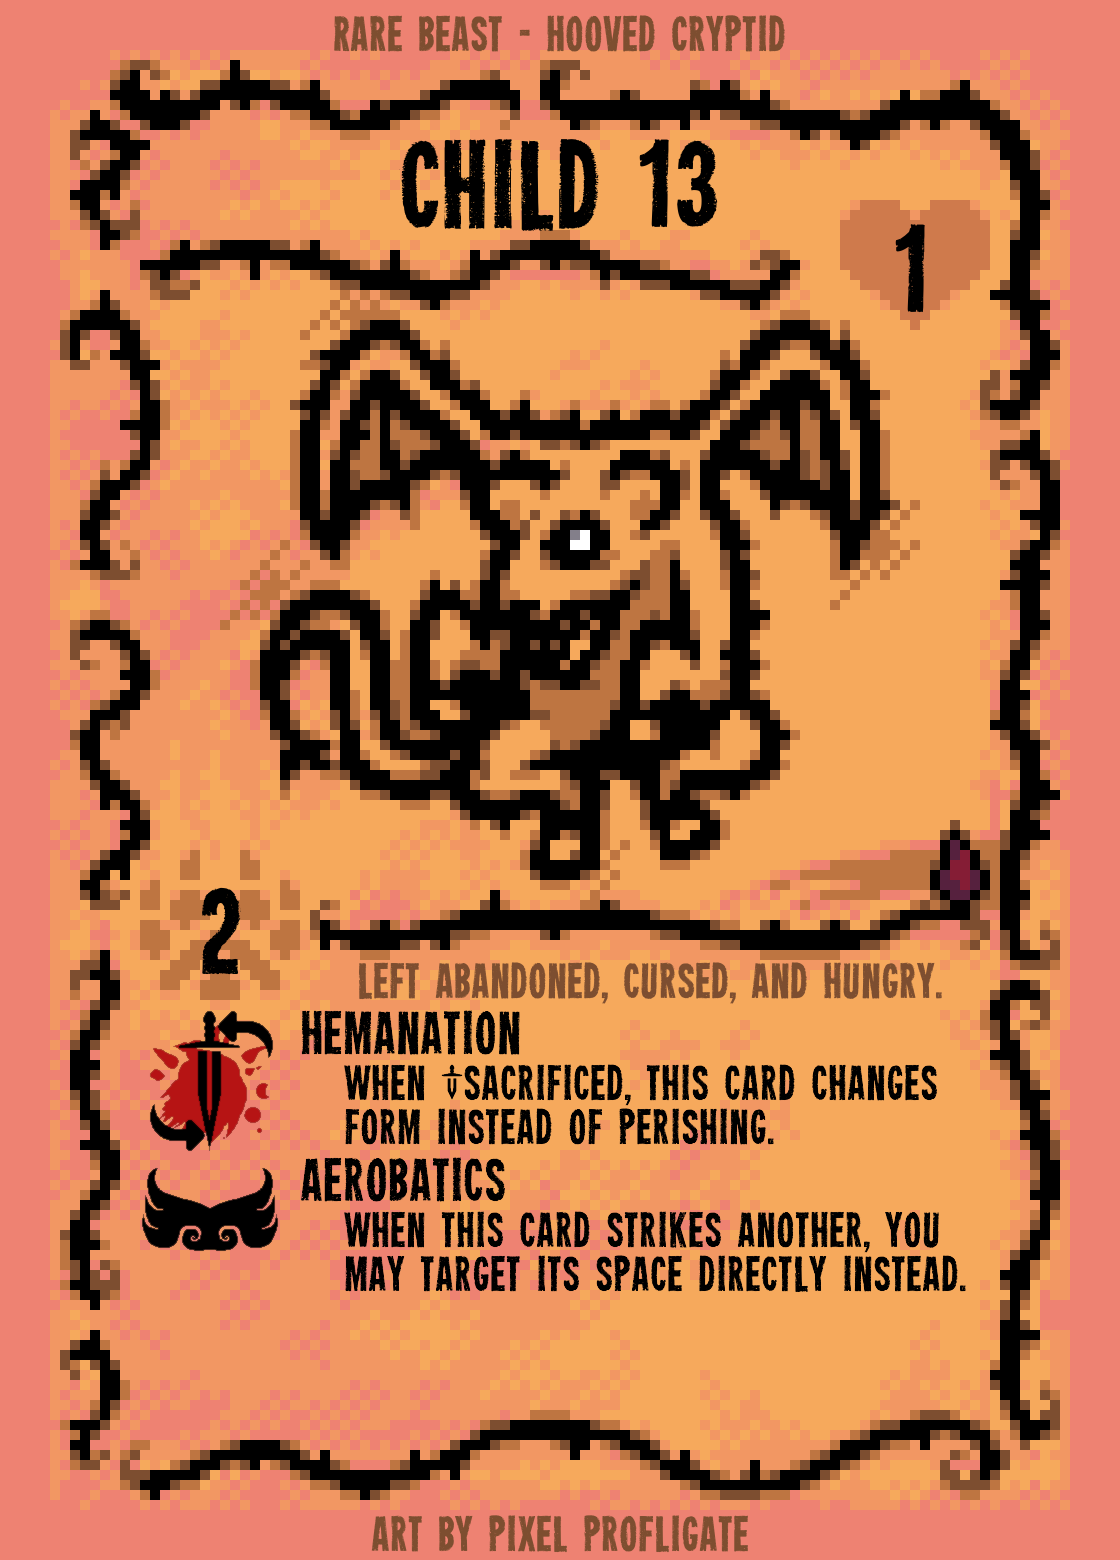 RARE BEAST - HOOVED CRYPTID
CHILD 13
1
2
LEFT ABANDONED, CURSED, AND HUNGRY.
HEMANATION
WHEN SACRIFICED, THIS CARD CHANGES
FORM INSTEAD OF PERISHING.
AEROBATICS
WHEN THIS CARD STRIKES ANOTHER, YOU
MAY TARGET ITS SPACE DIRECTLY INSTEAD.
ART BY PIXEL PROFLIGATE